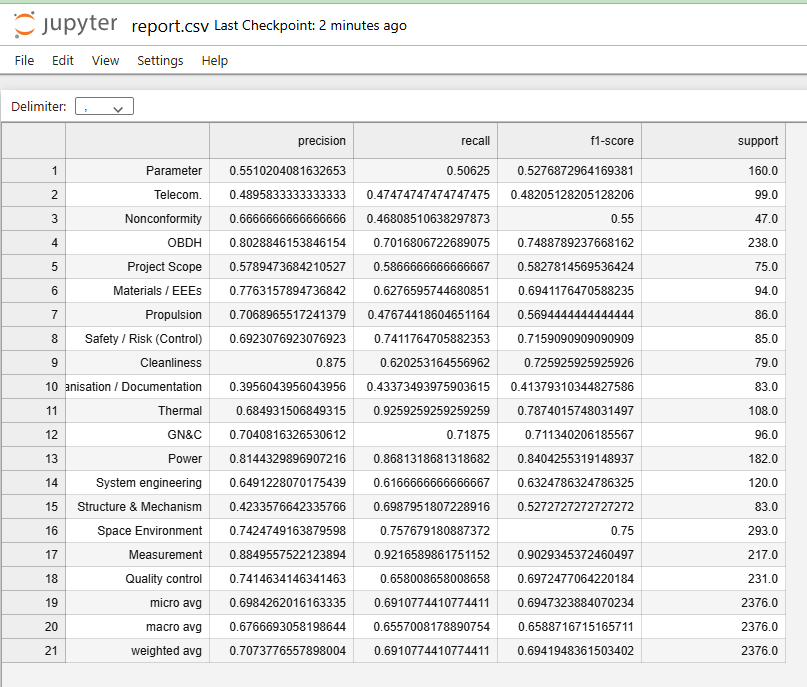 jupyter report.csv Last Checkpoint: 2 minutes ago
File Edit View Settings Help
Delimiter: ,
precision recall f1-score support
1 Parameter 0.5510204081632653 0.50625 0.5276872964169381 160.0
2 Telecom. 0.4895833333333333 0.47474747474747475 0.48205128205128206 99.0
3 Nonconformity 0.6666666666666666 0.46808510638297873 0.55 47.0
4 OBDH 0.8028846153846154 0.7016806722689075 0.7488789237668162 238.0
5 Project Scope 0.5789473684210527 0.5866666666666667 0.5827814569536424 75.0
6 Materials / EEEs 0.7763157894736842 0.6276595744680851 0.6941176470588235 94.0
7 Propulsion 0.7068965517241379 0.47674418604651164 0.5694444444444444 86.0
8 Safety / Risk (Control) 0.6923076923076923 0.7411764705882353 0.7159090909090909 85.0
9 Cleanliness 0.875 0.620253164556962 0.725925925925926 79.0
10 anisation / Documentation 0.3956043956043956 0.43373493975903615 0.41379310344827586 83.0
11 Thermal 0.684931506849315 0.9259259259259259 0.7874015748031497 108.0
12 GN&C 0.7040816326530612 0.71875 0.711340206185567 96.0
13 Power 0.8144329896907216 0.8681318681318682 0.8404255319148937 182.0
14 System engineering 0.6491228070175439 0.6166666666666667 0.6324786324786325 120.0
15 Structure & Mechanism 0.4233576642335766 0.6987951807228916 0.5272727272727272 83.0
16 Space Environment 0.7424749163879598 0.757679180887372 0.75 293.0
17 Measurement 0.8849557522123894 0.9216589861751152 0.9029345372460497 217.0
18 Quality control 0.7414634146341463 0.658008658008658 0.6972477064220184 231.0
19 micro avg 0.6984262016163335 0.6910774410774411 0.6947323884070234 2376.0
20 macro avg 0.6766693058198644 0.6557008178890754 0.6588716715165711 2376.0
21 weighted avg 0.7073776557898004 0.6910774410774411 0.6941948361503402 2376.0